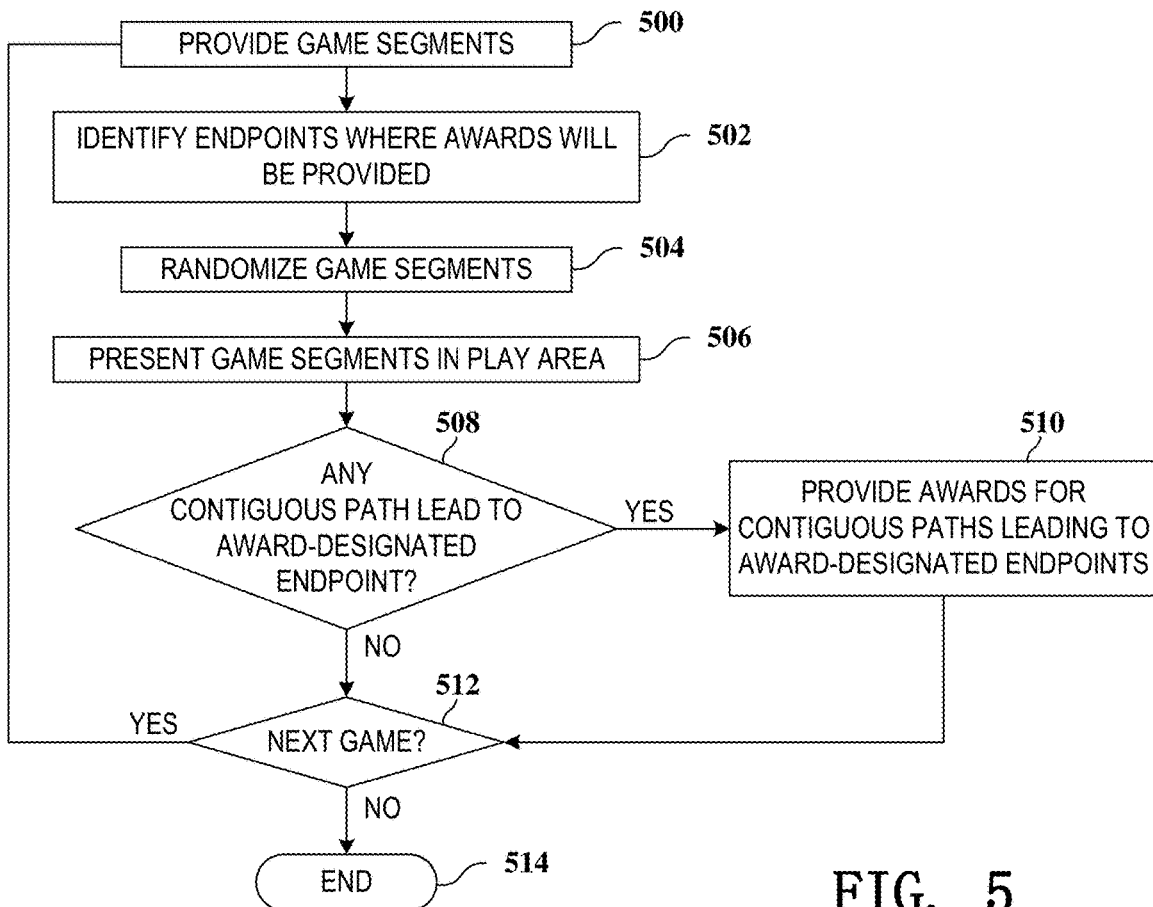 PROVIDE GAME SEGMENTS
500
IDENTIFY ENDPOINTS WHERE AWARDS WILL
BE PROVIDED
502
RANDOMIZE GAME SEGMENTS
504
PRESENT GAME SEGMENTS IN PLAY AREA
506
508
ANY
CONTIGUOUS PATH LEAD TO
AWARD-DESIGNATED
ENDPOINT?
YES
510
PROVIDE AWARDS FOR
CONTIGUOUS PATHS LEADING TO
AWARD-DESIGNATED ENDPOINTS
NO
512
YES
NEXT GAME?
NO
END
514
FIG. 5